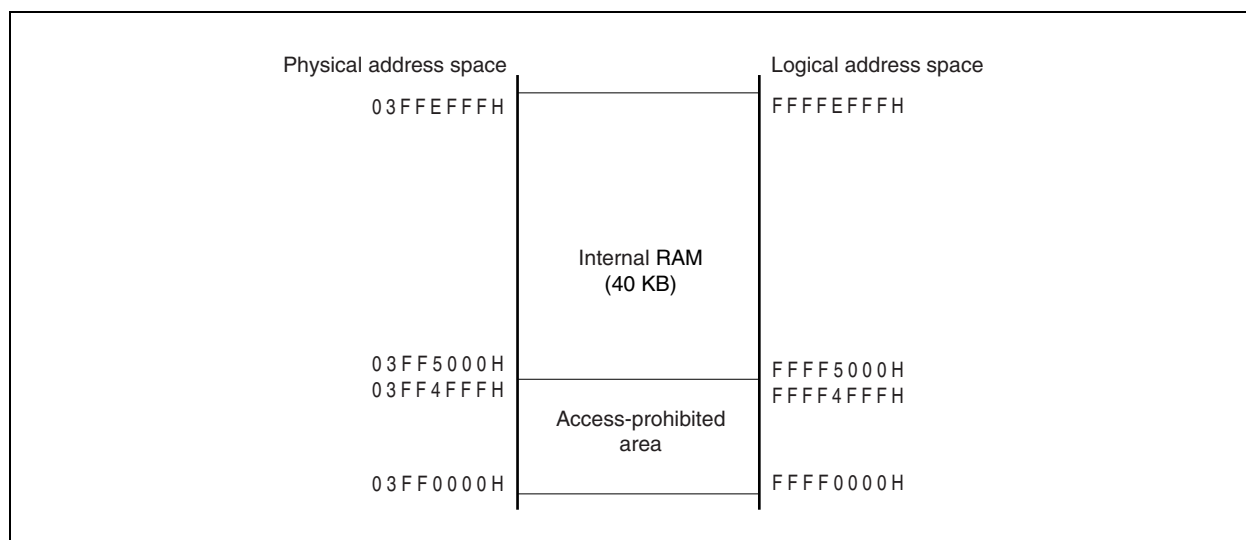 Physical address space
Logical address space
03FFEFFFH
FFFFEFFFH
Internal RAM
(40 KB)
03FF5000H
FFFF5000H
03FF4FFFH
FFFF4FFFH
Access-prohibited
area
03FF0000H
FFFF0000H